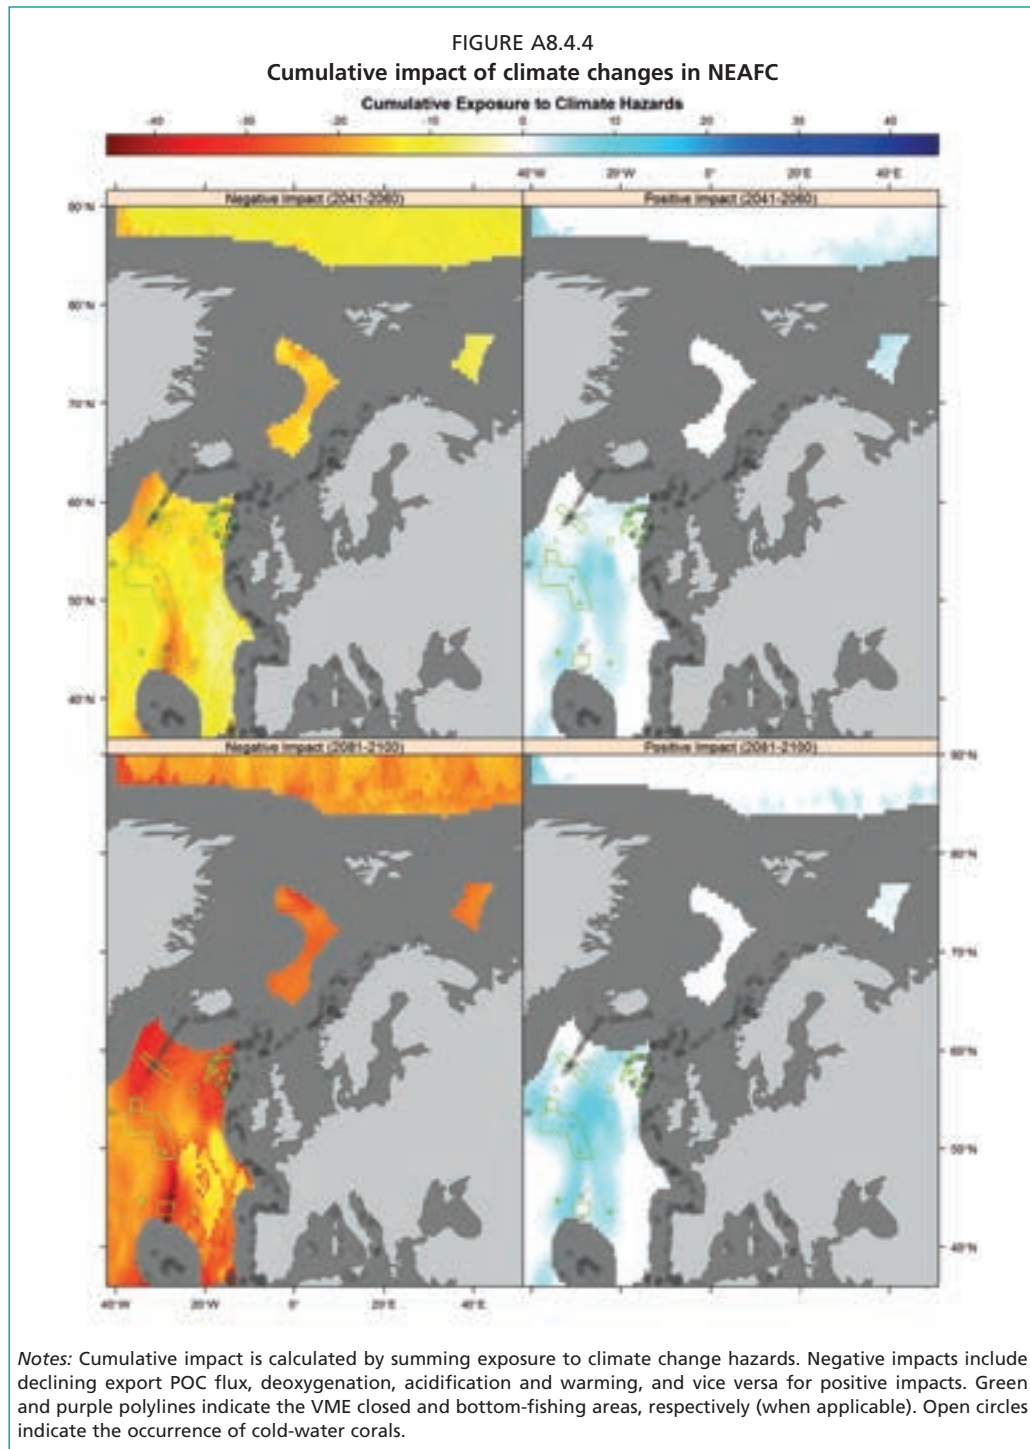 FIGURE A8.4.4
Cumulative impact of climate changes in NEAFC
Cumulative Exposure to Climate Hazards
-40 -30 -20 -10 0 10 20 30 40
40°W 20°W 0° 20°E 40°E
Negative Impact (2041-2060) Positive Impact (2041-2060)
90°N
80°N
70°N
60°N
50°N
40°N
Negative Impact (2081-2100) Positive Impact (2081-2100)
90°N
80°N
70°N
60°N
50°N
40°N
40°W 20°W 0° 20°E 40°E
Notes: Cumulative impact is calculated by summing exposure to climate change hazards. Negative impacts include
declining export POC flux, deoxygenation, acidification and warming, and vice versa for positive impacts. Green
and purple polylines indicate the VME closed and bottom-fishing areas, respectively (when applicable). Open circles
indicate the occurrence of cold-water corals.